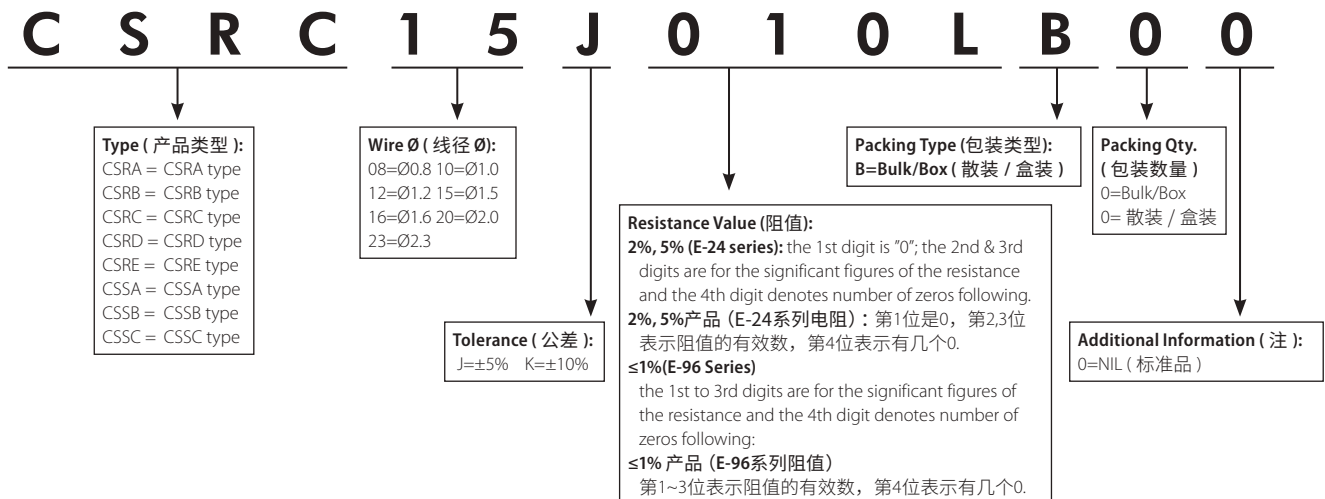 C S R C 1 5 J 0 1 0 L B 0 0
Type ( 产品类型 ):
CSRA = CSRA type
CSRB = CSRB type
CSRC = CSRC type
CSRD = CSRD type
CSRE = CSRE type
CSSA = CSSA type
CSSB = CSSB type
CSSC = CSSC type
Wire Ø ( 线径 Ø):
08=Ø0.8 10=Ø1.0
12=Ø1.2 15=Ø1.5
16=Ø1.6 20=Ø2.0
23=Ø2.3
Tolerance ( 公差 ):
J=±5% K=±10%
Resistance Value (阻值):
2%, 5% (E-24 series): the 1st digit is "0"; the 2nd & 3rd
digits are for the significant figures of the resistance
and the 4th digit denotes number of zeros following.
2%, 5%产品（E-24系列电阻）：第1位是0，第2,3位
表示阻值的有效数，第4位表示有几个0.
≤1%(E-96 Series)
the 1st to 3rd digits are for the significant figures of
the resistance and the 4th digit denotes number of
zeros following:
≤1% 产品（E-96系列阻值）
第1~3位表示阻值的有效数，第4位表示有几个0.
Packing Type (包装类型):
B=Bulk/Box ( 散装 / 盒装 )
Packing Qty.
( 包装数量 )
0=Bulk/Box
0= 散装 / 盒装
Additional Information ( 注 ):
0=NIL ( 标准品 )